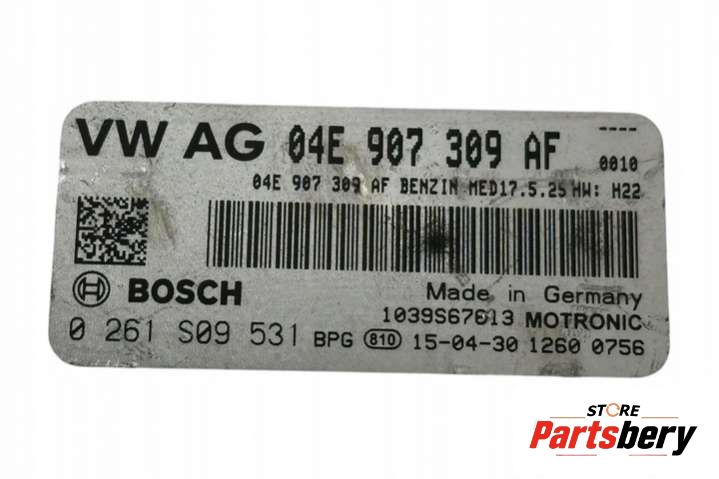 VW AG 04E 907 309 AF ----
0010
04E 907 309 AF BENZIN MED17.5.25 HW: H22
BOSCH
Made in Germany
1039S67613 MOTRONIC
0 261 S09 531 BPG 810 15-04-30 1260 0756
STORE
Partsbery